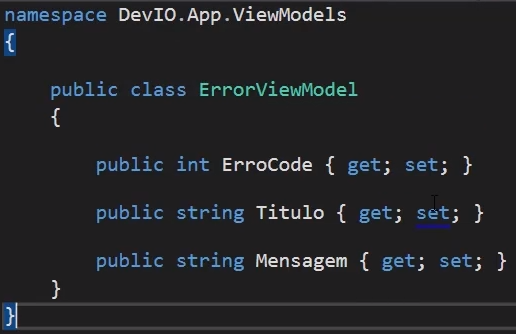 namespace DevIO.App.ViewModels
{
public class ErrorViewModel
{
public int ErroCode { get; set; }
public string Titulo { get; set; }
public string Mensagem { get; set; }
}
}